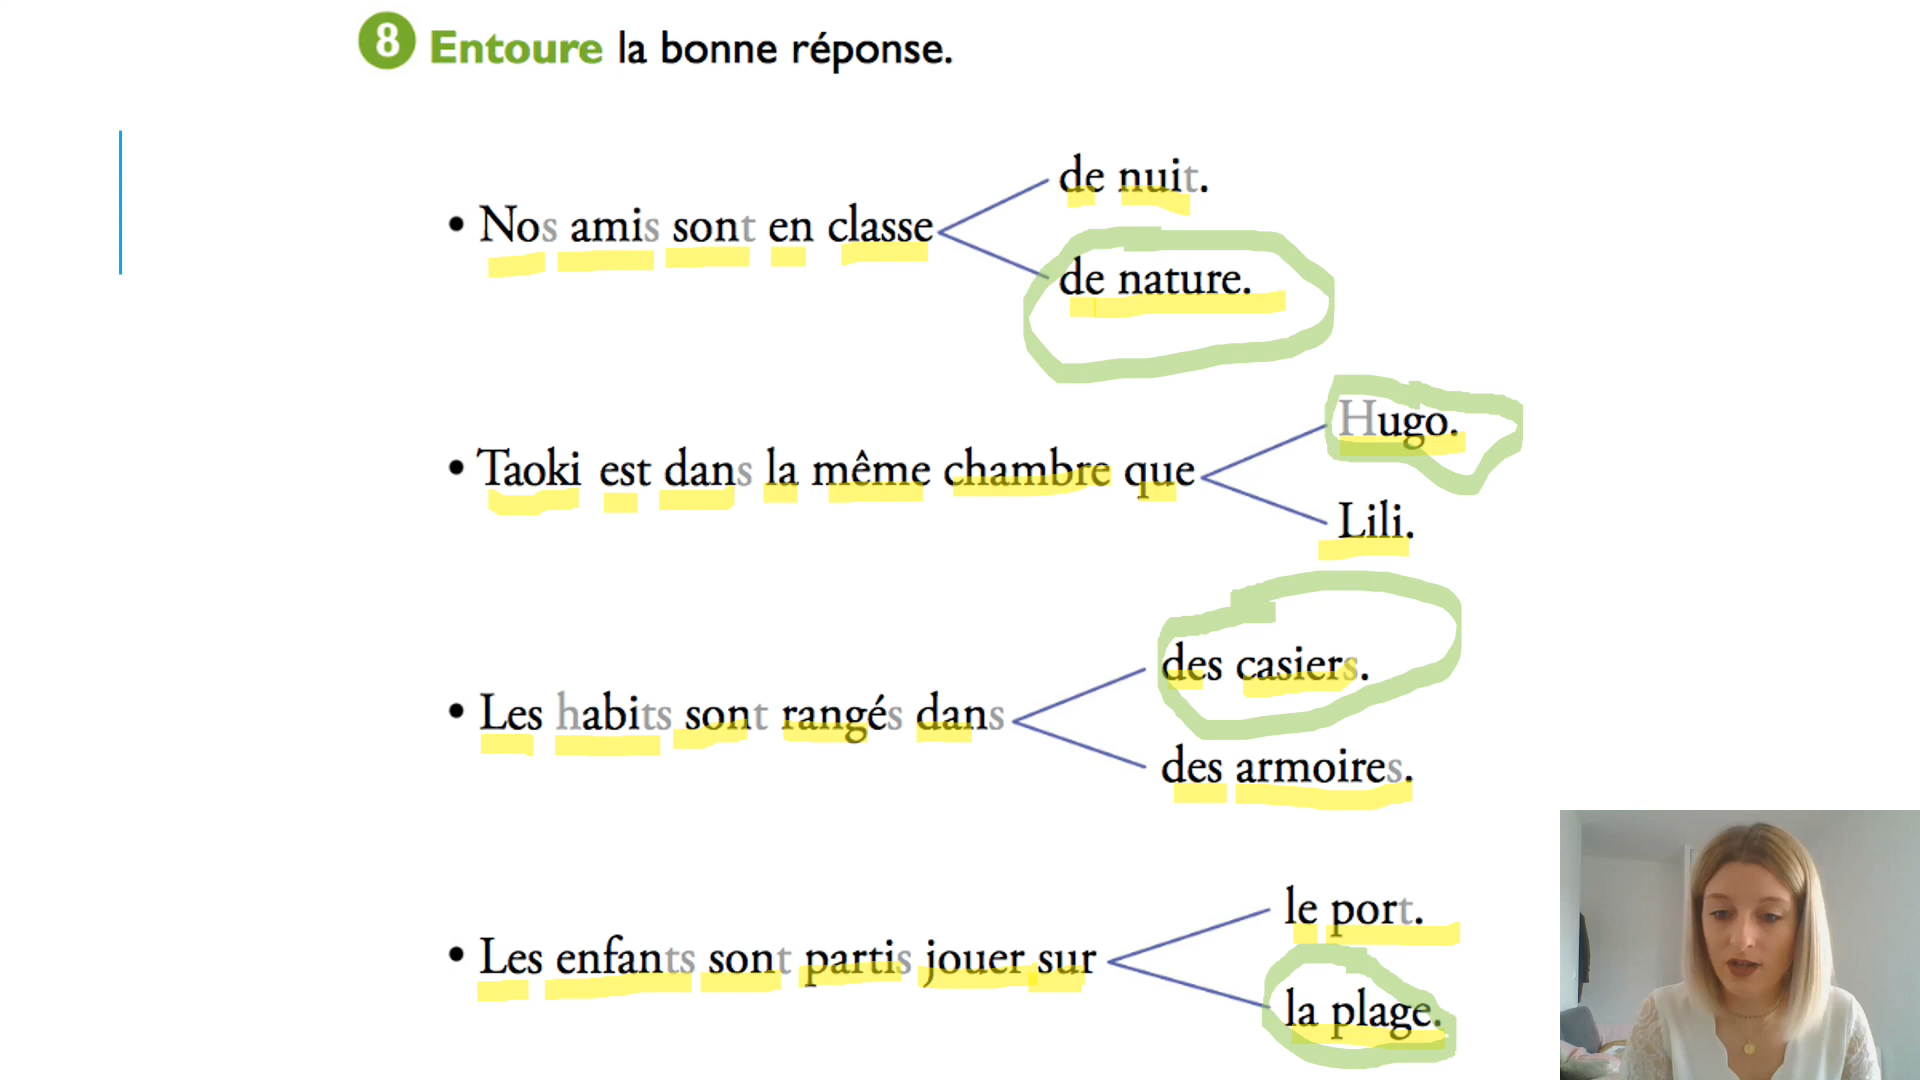 8 Entoure la bonne réponse.
• Nos amis sont en classe
de nuit.
de nature.
• Taoki est dans la même chambre que
Hugo.
Lili.
• Les habits sont rangés dans
des casiers.
des armoires.
• Les enfants sont partis jouer sur
le port.
la plage.